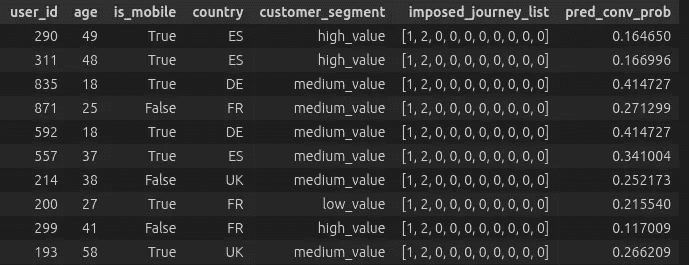 user_id age is_mobile country customer_segment imposed_journey_list pred_conv_prob
290 49 True ES high_value [1, 2, 0, 0, 0, 0, 0, 0, 0, 0] 0.164650
311 48 True ES high_value [1, 2, 0, 0, 0, 0, 0, 0, 0, 0] 0.166996
835 18 True DE medium_value [1, 2, 0, 0, 0, 0, 0, 0, 0, 0] 0.414727
871 25 False FR medium_value [1, 2, 0, 0, 0, 0, 0, 0, 0, 0] 0.271299
592 18 True DE medium_value [1, 2, 0, 0, 0, 0, 0, 0, 0, 0] 0.414727
557 37 True ES medium_value [1, 2, 0, 0, 0, 0, 0, 0, 0, 0] 0.341004
214 38 False UK medium_value [1, 2, 0, 0, 0, 0, 0, 0, 0, 0] 0.252173
200 27 True FR low_value [1, 2, 0, 0, 0, 0, 0, 0, 0, 0] 0.215540
299 41 False FR high_value [1, 2, 0, 0, 0, 0, 0, 0, 0, 0] 0.117009
193 58 True UK medium_value [1, 2, 0, 0, 0, 0, 0, 0, 0, 0] 0.266209